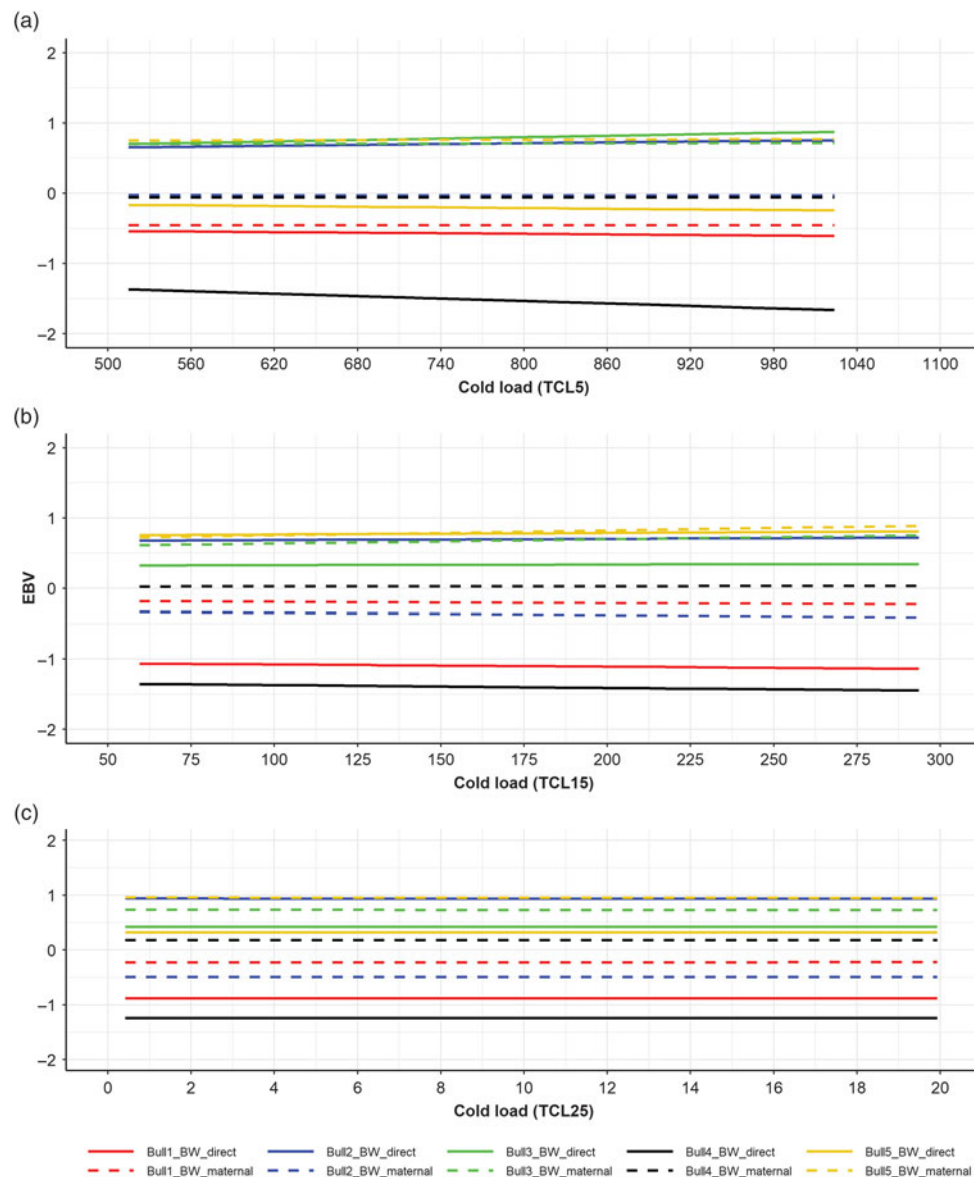 (a)
2
1
0
−1
−2
500 560 620 680 740 800 860 920 980 1040 1100
Cold load (TCL5)
(b)
2
1
0
−1
−2
EBV
50 75 100 125 150 175 200 225 250 275 300
Cold load (TCL15)
(c)
2
1
0
−1
−2
0 2 4 6 8 10 12 14 16 18 20
Cold load (TCL25)
Bull1_BW_direct Bull2_BW_direct Bull3_BW_direct Bull4_BW_direct Bull5_BW_direct
Bull1_BW_maternal Bull2_BW_maternal Bull3_BW_maternal Bull4_BW_maternal Bull5_BW_maternal